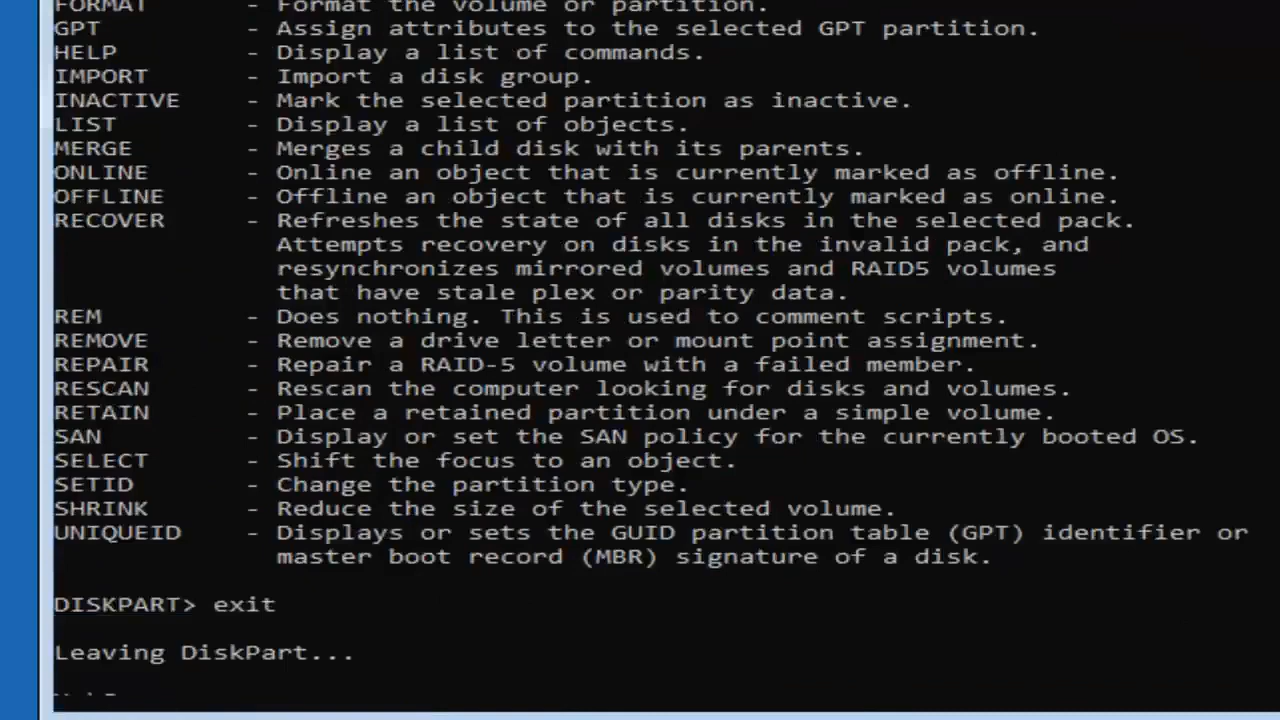 FORMAT - Format the volume or partition.
GPT - Assign attributes to the selected GPT partition.
HELP - Display a list of commands.
IMPORT - Import a disk group.
INACTIVE - Mark the selected partition as inactive.
LIST - Display a list of objects.
MERGE - Merges a child disk with its parents.
ONLINE - Online an object that is currently marked as offline.
OFFLINE - Offline an object that is currently marked as online.
RECOVER - Refreshes the state of all disks in the selected pack.
Attempts recovery on disks in the invalid pack, and
resynchronizes mirrored volumes and RAID5 volumes
that have stale plex or parity data.
REM - Does nothing. This is used to comment scripts.
REMOVE - Remove a drive letter or mount point assignment.
REPAIR - Repair a RAID-5 volume with a failed member.
RESCAN - Rescan the computer looking for disks and volumes.
RETAIN - Place a retained partition under a simple volume.
SAN - Display or set the SAN policy for the currently booted OS.
SELECT - Shift the focus to an object.
SETID - Change the partition type.
SHRINK - Reduce the size of the selected volume.
UNIQUEID - Displays or sets the GUID partition table (GPT) identifier or
master boot record (MBR) signature of a disk.
DISKPART> exit
Leaving DiskPart...